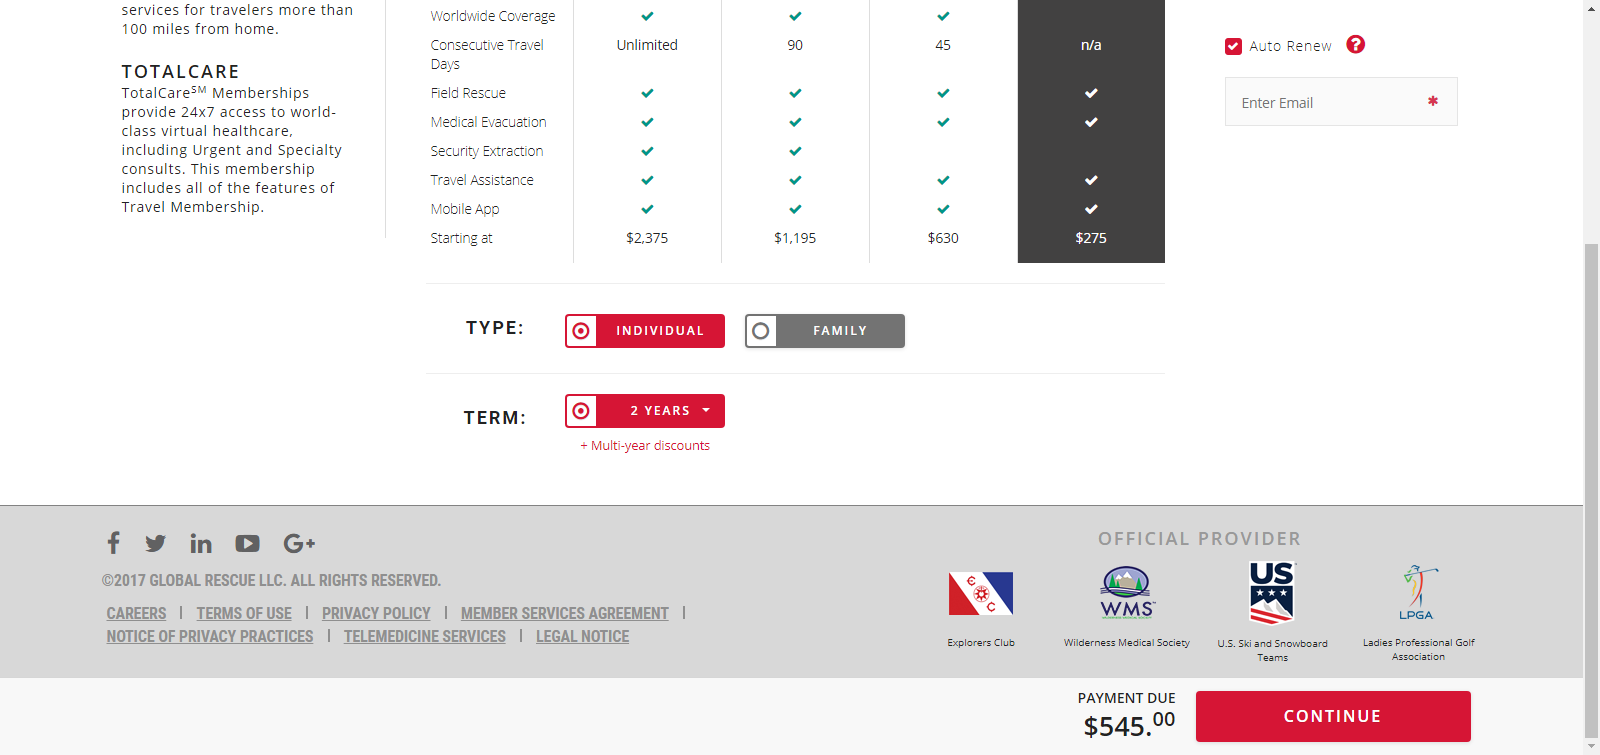 services for travelers more than
100 miles from home.
TOTALCARE
TotalCareSM Memberships
provide 24x7 access to world-
class virtual healthcare,
including Urgent and Specialty
consults. This membership
includes all of the features of
Travel Membership.
Worldwide Coverage
Consecutive Travel Days Unlimited 90 45 n/a
Field Rescue
Medical Evacuation
Security Extraction
Travel Assistance
Mobile App
Starting at $2,375 $1,195 $630 $275
Auto Renew ?
Enter Email *
TYPE: INDIVIDUAL FAMILY
TERM: 2 YEARS
+ Multi-year discounts
©2017 GLOBAL RESCUE LLC. ALL RIGHTS RESERVED.
CAREERS | TERMS OF USE | PRIVACY POLICY | MEMBER SERVICES AGREEMENT |
NOTICE OF PRIVACY PRACTICES | TELEMEDICINE SERVICES | LEGAL NOTICE
OFFICIAL PROVIDER
WMS
US
LPGA
Explorers Club
Wilderness Medical Society
U.S. Ski and Snowboard
Teams
Ladies Professional Golf
Association
PAYMENT DUE
$545.00
CONTINUE